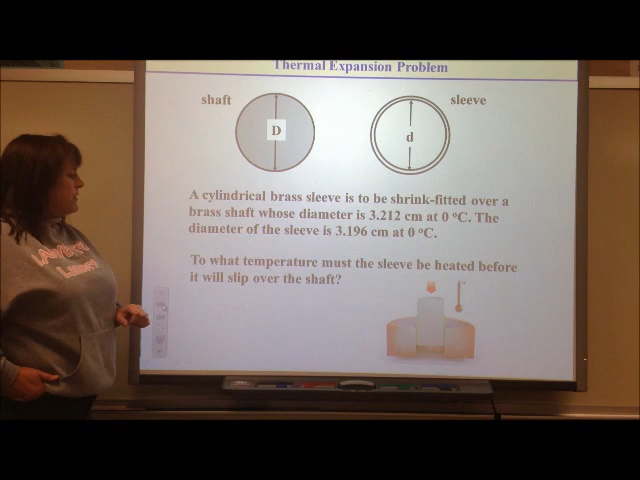 Thermal Expansion Problem
shaft
sleeve
D
d
A cylindrical brass sleeve is to be shrink-fitted over a
brass shaft whose diameter is 3.212 cm at 0 ºC. The
diameter of the sleeve is 3.196 cm at 0 ºC.
To what temperature must the sleeve be heated before
it will slip over the shaft?